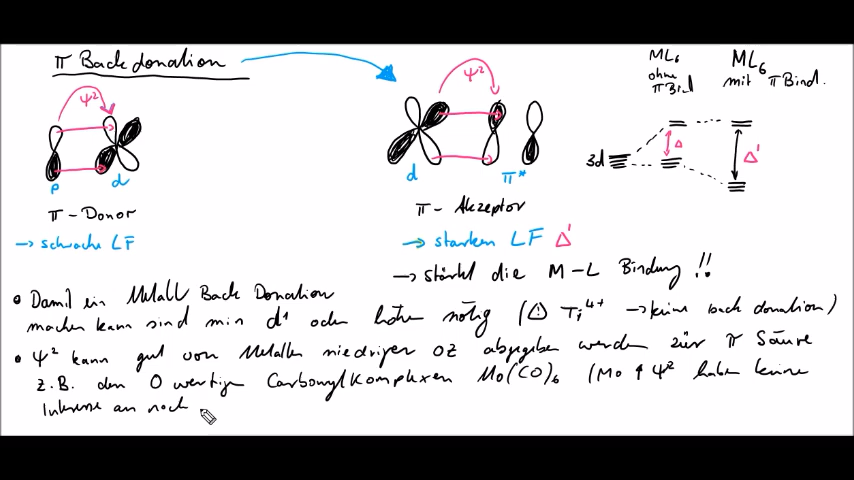 π Backdonation
ψ²
p
d
π-Donor
→ schwache LF
ψ²
d
π*
π-Akzeptor
→ starken LF Δ'
→ stärkt die M-L Bindung !!
ML6
ohne
π Bind
ML6
mit π Bind.
3d
Δ
Δ'
• Damit ein Metall Back Donation
machen kann sind min d¹ oder höher nötig (⚠ Ti⁴⁺ → keine back donation)
• ψ² kann gut von Metallen niedriger OZ abgegeben werden zür π Säure
z.B. den 0 wertigen Carbonylkomplexen Mo(CO)6 (Mo ↑ ψ² haben keine
Interesse an noch